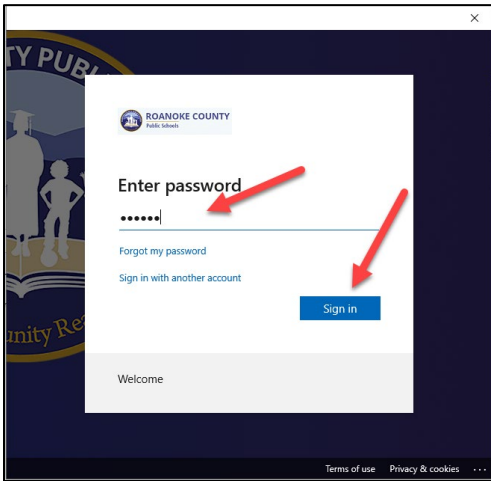 TY PUB
ROANOKE COUNTY
Public Schools
Enter password
••••••
Forgot my password
Sign in with another account
Sign in
unity Re
Welcome
Terms of use Privacy & cookies ...